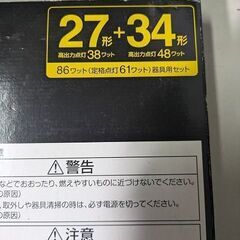 27形+34形
高出力点灯38ワット 高出力点灯48ワット
86ワット(定格点灯61ワット)器具用セット
⚠警告
などでおおったり、燃えやすいものに近づけないでください。
の原因)
、取外しや器具清掃の時は、必ず電源を切ってください。
の原因)
⚠注意